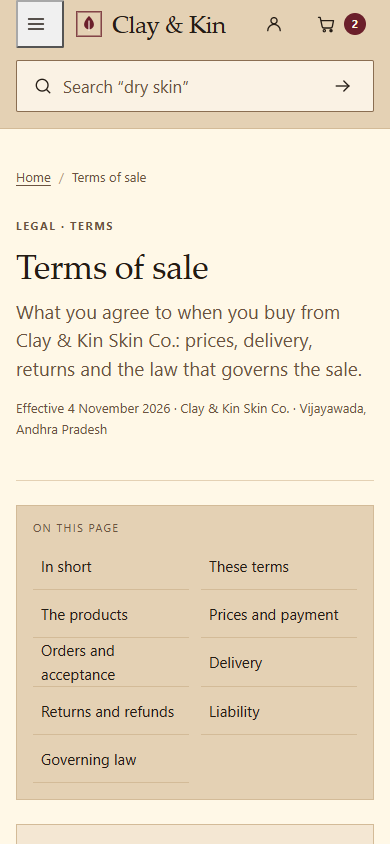 Clay & Kin
2
Search “dry skin”
Home / Terms of sale
LEGAL · TERMS
Terms of sale
What you agree to when you buy from
Clay & Kin Skin Co.: prices, delivery,
returns and the law that governs the sale.
Effective 4 November 2026 · Clay & Kin Skin Co. · Vijayawada,
Andhra Pradesh
ON THIS PAGE
In short
These terms
The products
Prices and payment
Orders and
acceptance
Delivery
Returns and refunds
Liability
Governing law